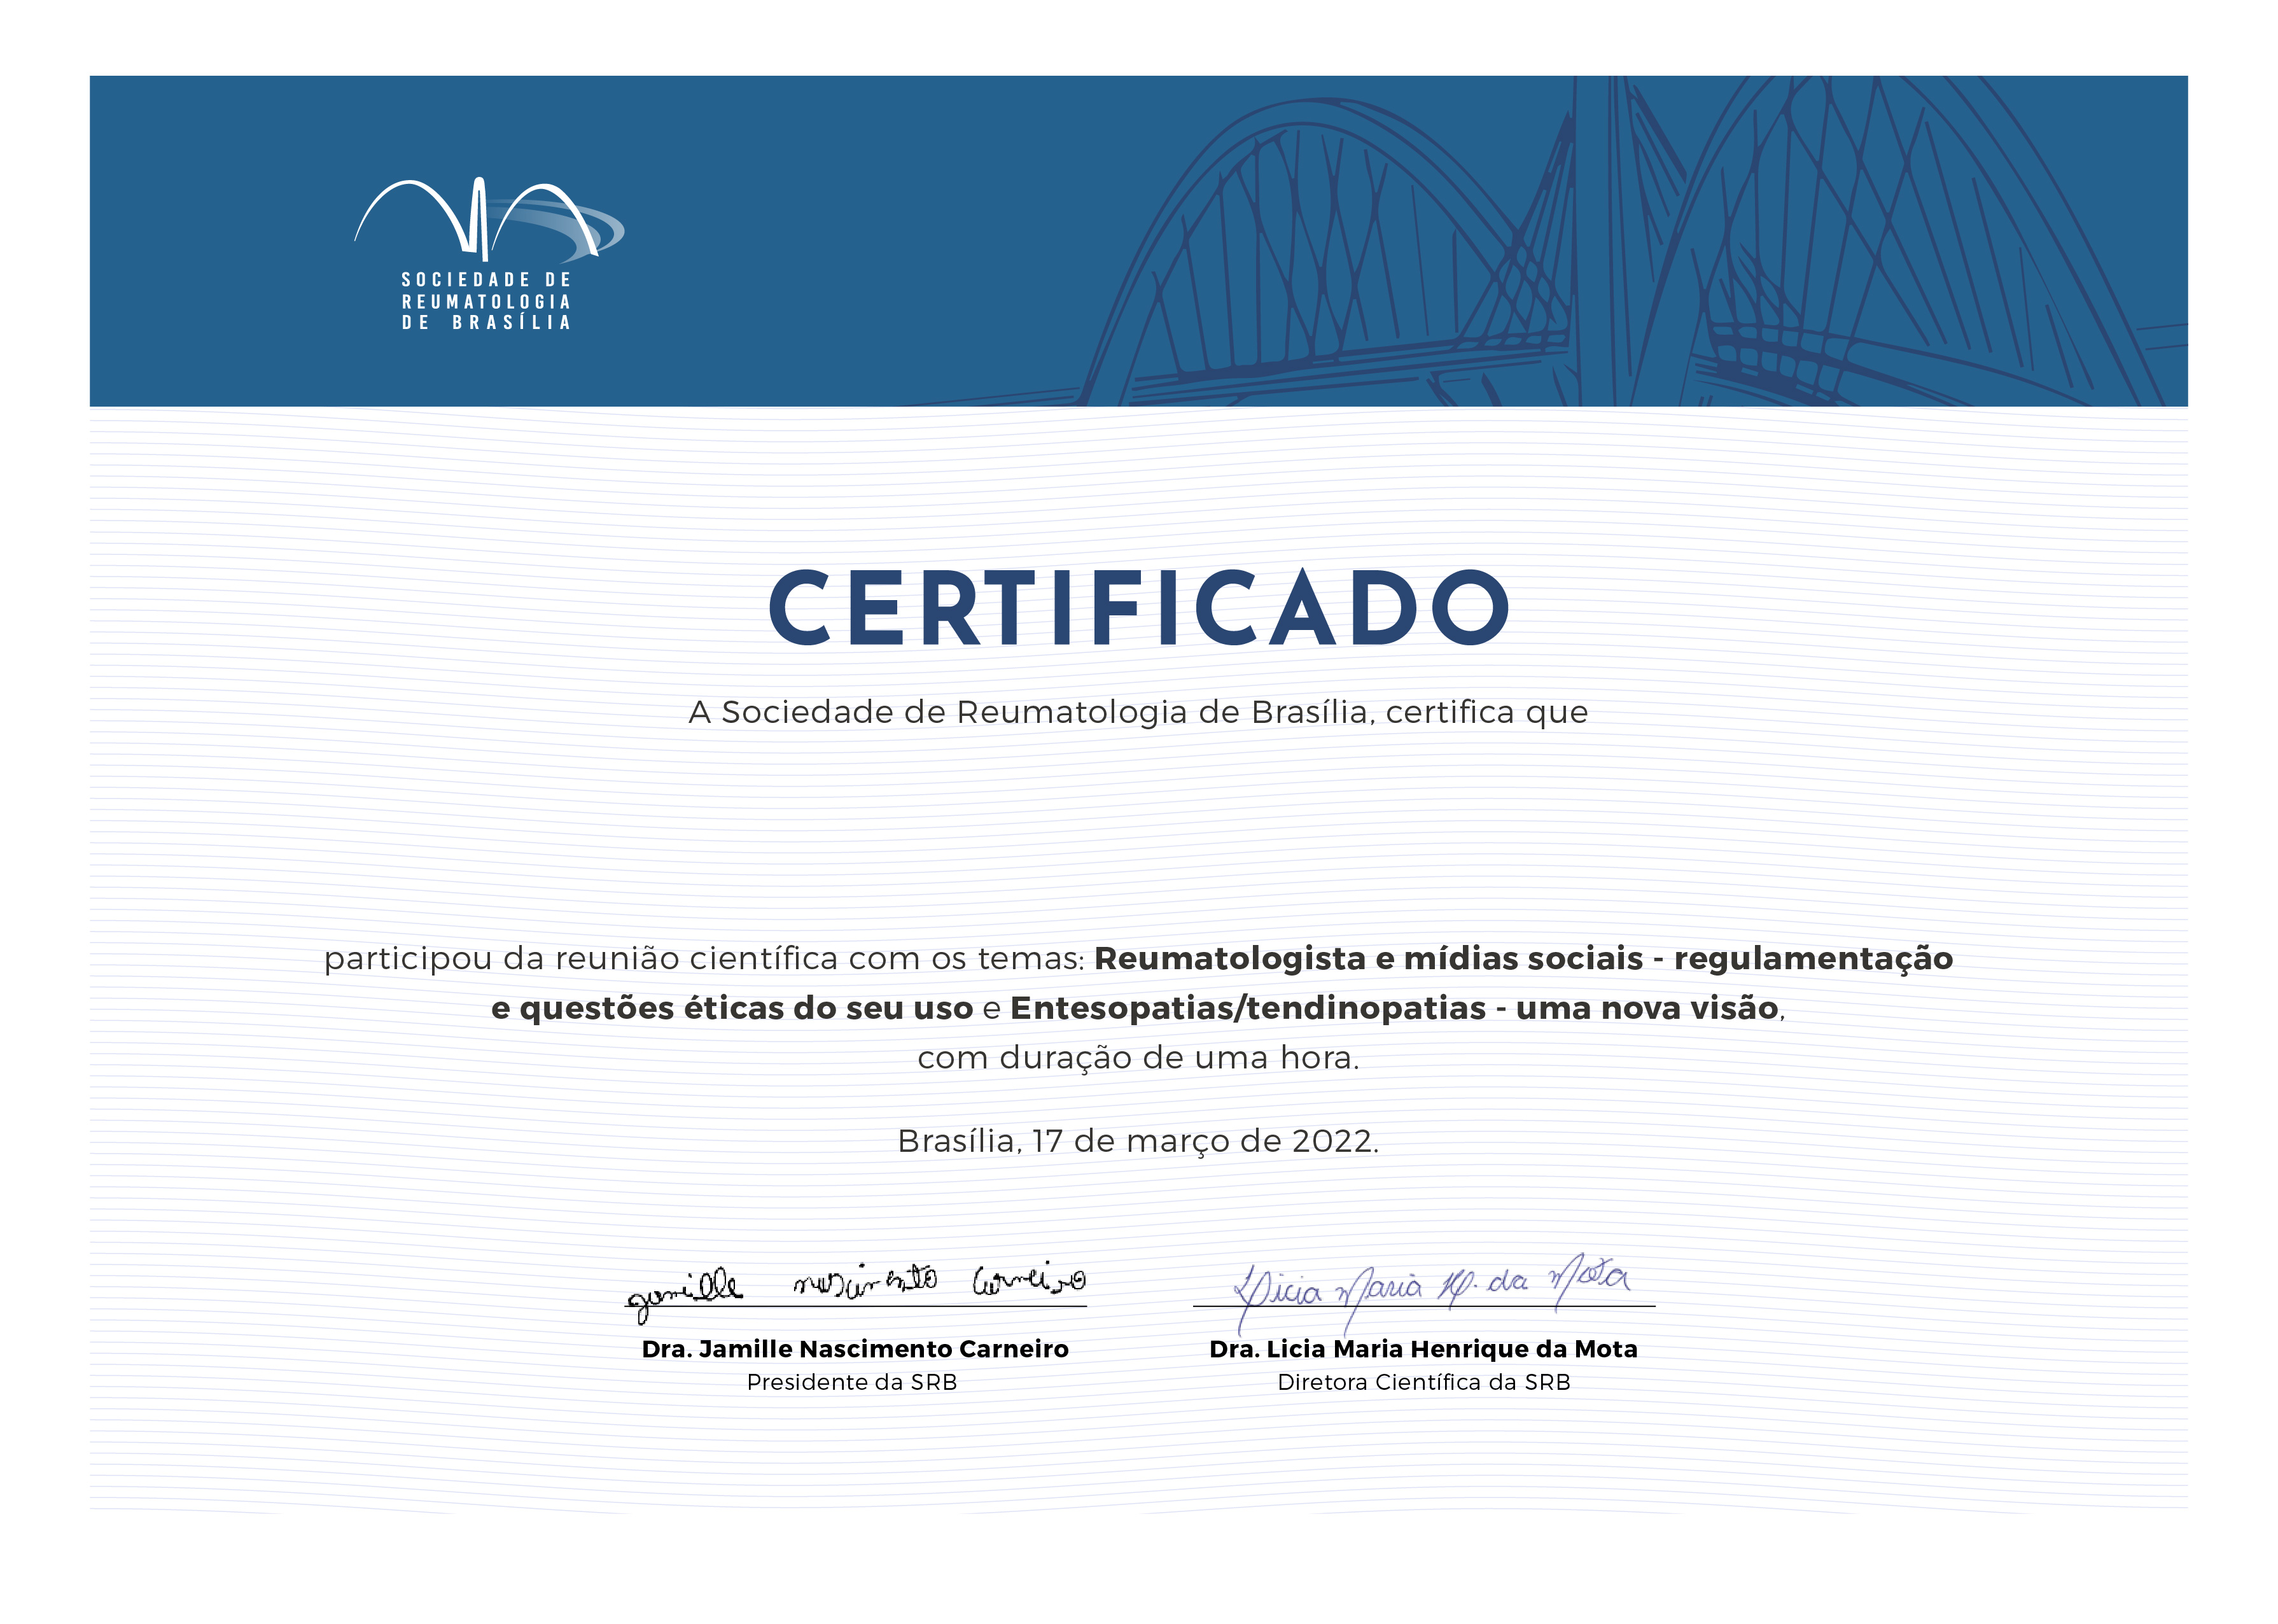 SOCIEDADE DE
REUMATOLOGIA
DE BRASÍLIA
CERTIFICADO
A Sociedade de Reumatologia de Brasília, certifica que
participou da reunião científica com os temas: Reumatologista e mídias sociais - regulamentação
e questões éticas do seu uso e Entesopatias/tendinopatias - uma nova visão,
com duração de uma hora.
Brasília, 17 de março de 2022.
Jamille Nascimento Carneiro
Licia Maria H. da Mota
Dra. Jamille Nascimento Carneiro
Presidente da SRB
Dra. Licia Maria Henrique da Mota
Diretora Científica da SRB